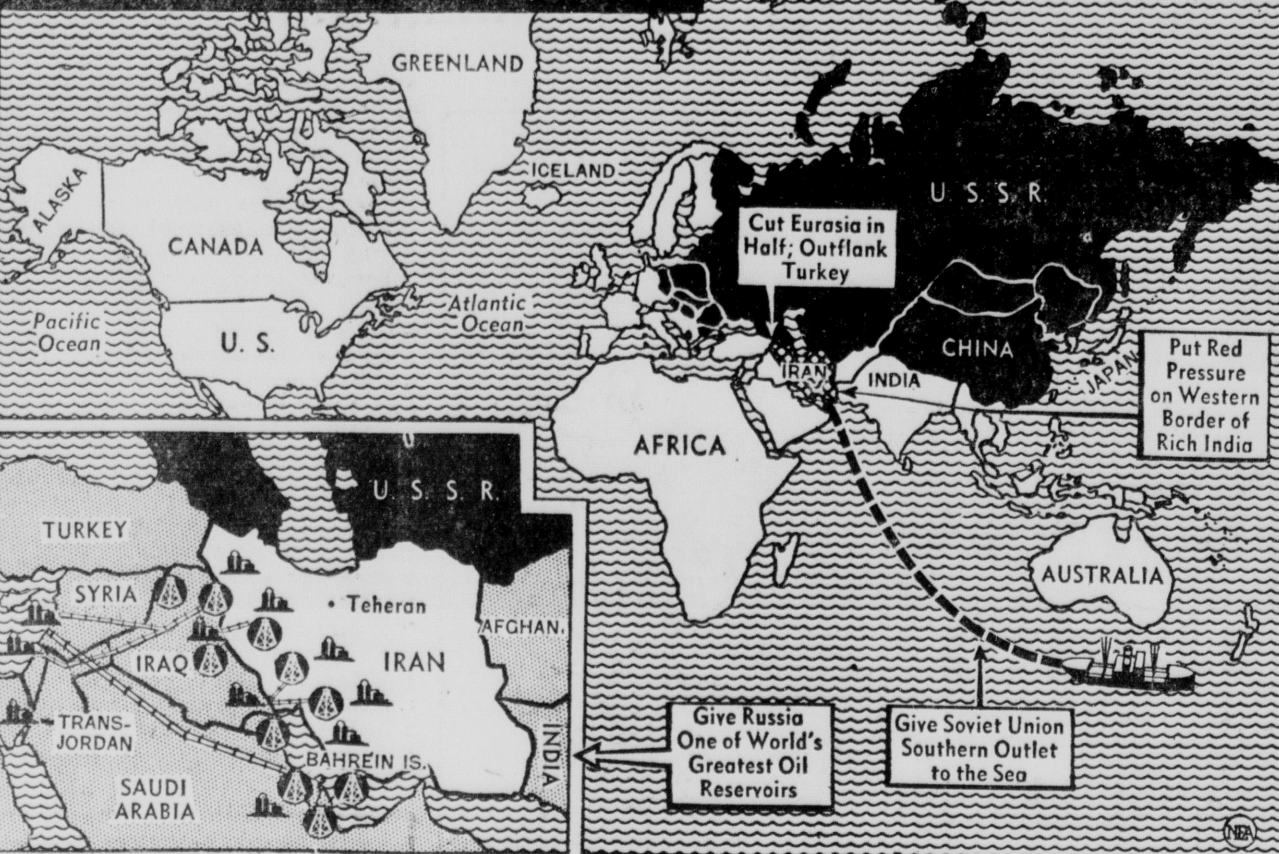 GREENLAND
ICELAND
ALASKA
CANADA
U. S. S. R.
Cut Eurasia in
Half; Outflank
Turkey
Atlantic
Ocean
Pacific
Ocean
U. S.
CHINA
JAPAN
IRAN
INDIA
Put Red
Pressure
on Western
Border of
Rich India
AFRICA
AUSTRALIA
U. S. S. R.
TURKEY
SYRIA
• Teheran
AFGHAN.
IRAQ
IRAN
TRANS-
JORDAN
INDIA
BAHREIN IS.
SAUDI
ARABIA
Give Russia
One of World's
Greatest Oil
Reservoirs
Give Soviet Union
Southern Outlet
to the Sea
NEA